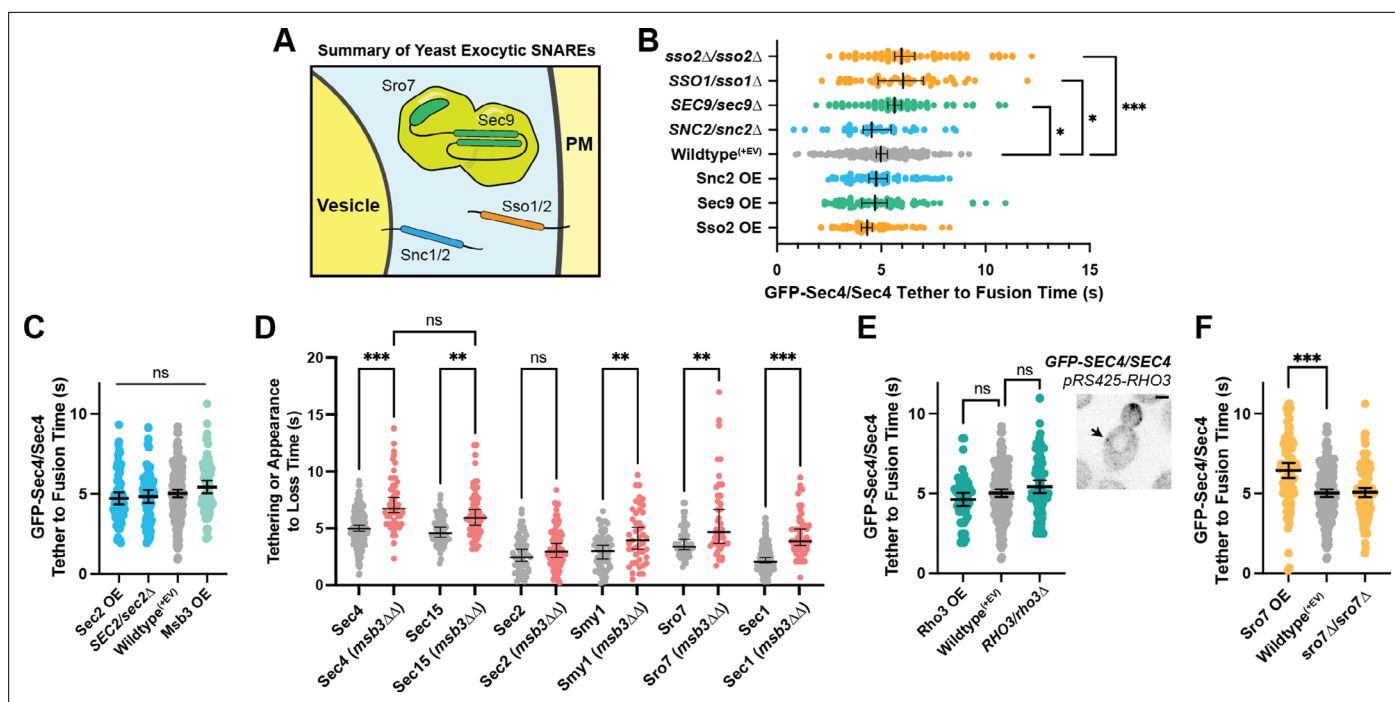 A
Summary of Yeast Exocytic SNAREs
Sro7
Sec9
PM
Vesicle
Sso1/2
Snc1/2
B
sso2Δ/sso2Δ
SSO1/sso1Δ
SEC9/sec9Δ
SNC2/snc2Δ
Wildtype(+EV)
Snc2 OE
Sec9 OE
Sso2 OE
*
*
***
0
5
10
15
GFP-Sec4/Sec4 Tether to Fusion Time (s)
C
GFP-Sec4/Sec4
Tether to Fusion Time (s)
10
5
0
ns
Sec2 OE
SEC2/sec2Δ
Wildtype(+EV)
Msb3 OE
D
Tethering or Appearance
to Loss Time (s)
20
15
10
5
0
ns
***
**
ns
**
**
***
Sec4
Sec4 (msb3ΔΔ)
Sec15
Sec15 (msb3ΔΔ)
Sec2
Sec2 (msb3ΔΔ)
Smy1
Smy1 (msb3ΔΔ)
Sro7
Sro7 (msb3ΔΔ)
Sec1
Sec1 (msb3ΔΔ)
E
GFP-Sec4/Sec4
Tether to Fusion Time (s)
10
5
0
ns
ns
Rho3 OE
Wildtype(+EV)
RHO3/rho3Δ
GFP-SEC4/SEC4
pRS425-RHO3
F
GFP-Sec4/Sec4
Tether to Fusion Time (s)
10
5
0
***
Sro7 OE
Wildtype(+EV)
sro7Δ/sro7Δ